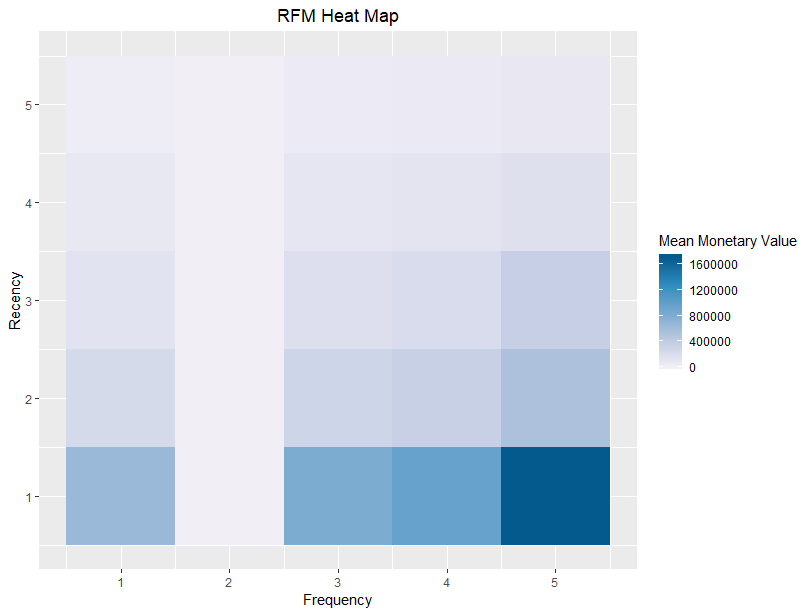 RFM Heat Map
Recency
5
4
3
2
1
1 2 3 4 5
Frequency
Mean Monetary Value
1600000
1200000
800000
400000
0